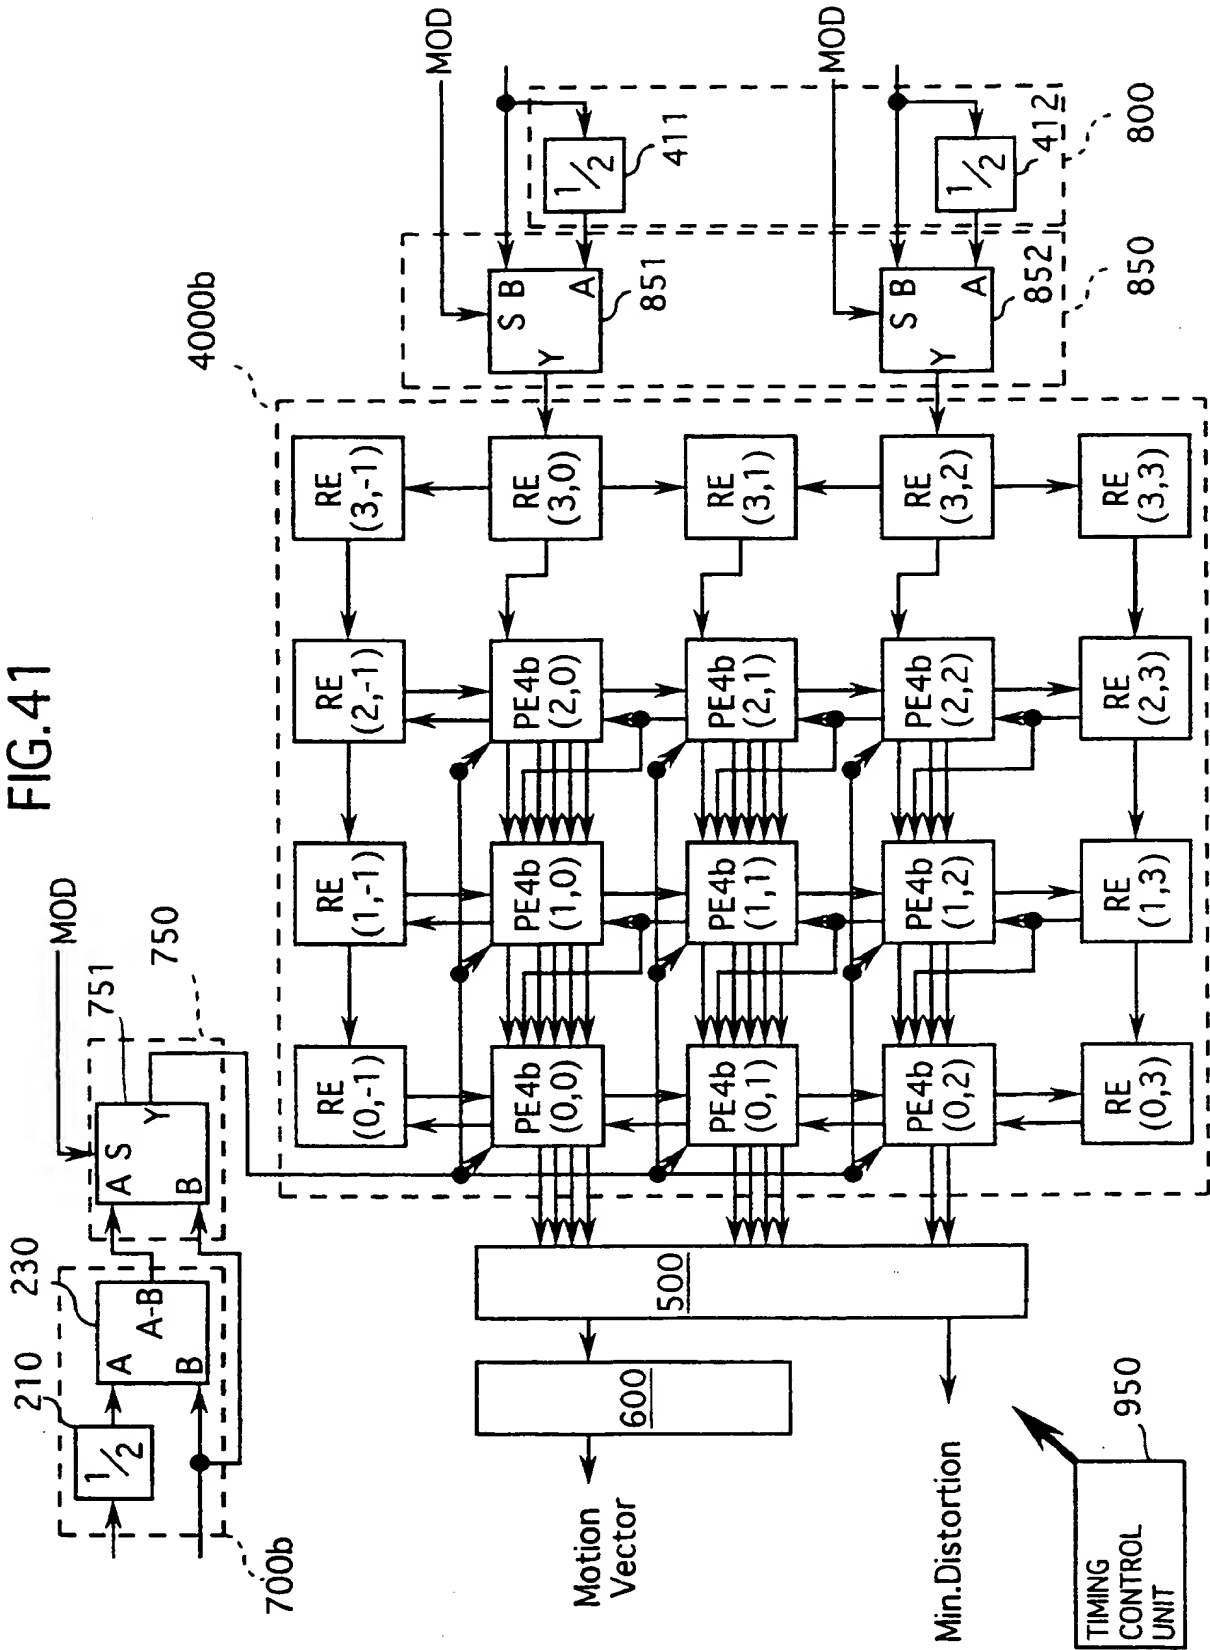 FIG.41
210
230
751
MOD
750
700b
1/2
A
B
A-B
A
S
B
Y
4000b
RE
(0,-1)
RE
(1,-1)
RE
(2,-1)
RE
(3,-1)
PE4b
(0,0)
PE4b
(1,0)
PE4b
(2,0)
RE
(3,0)
PE4b
(0,1)
PE4b
(1,1)
PE4b
(2,1)
RE
(3,1)
PE4b
(0,2)
PE4b
(1,2)
PE4b
(2,2)
RE
(3,2)
RE
(0,3)
RE
(1,3)
RE
(2,3)
RE
(3,3)
MOD
S
B
Y
A
851
1/2
411
MOD
S
B
Y
A
852
1/2
412
850
800
500
600
Motion
Vector
Min.Distortion
950
TIMING
CONTROL
UNIT